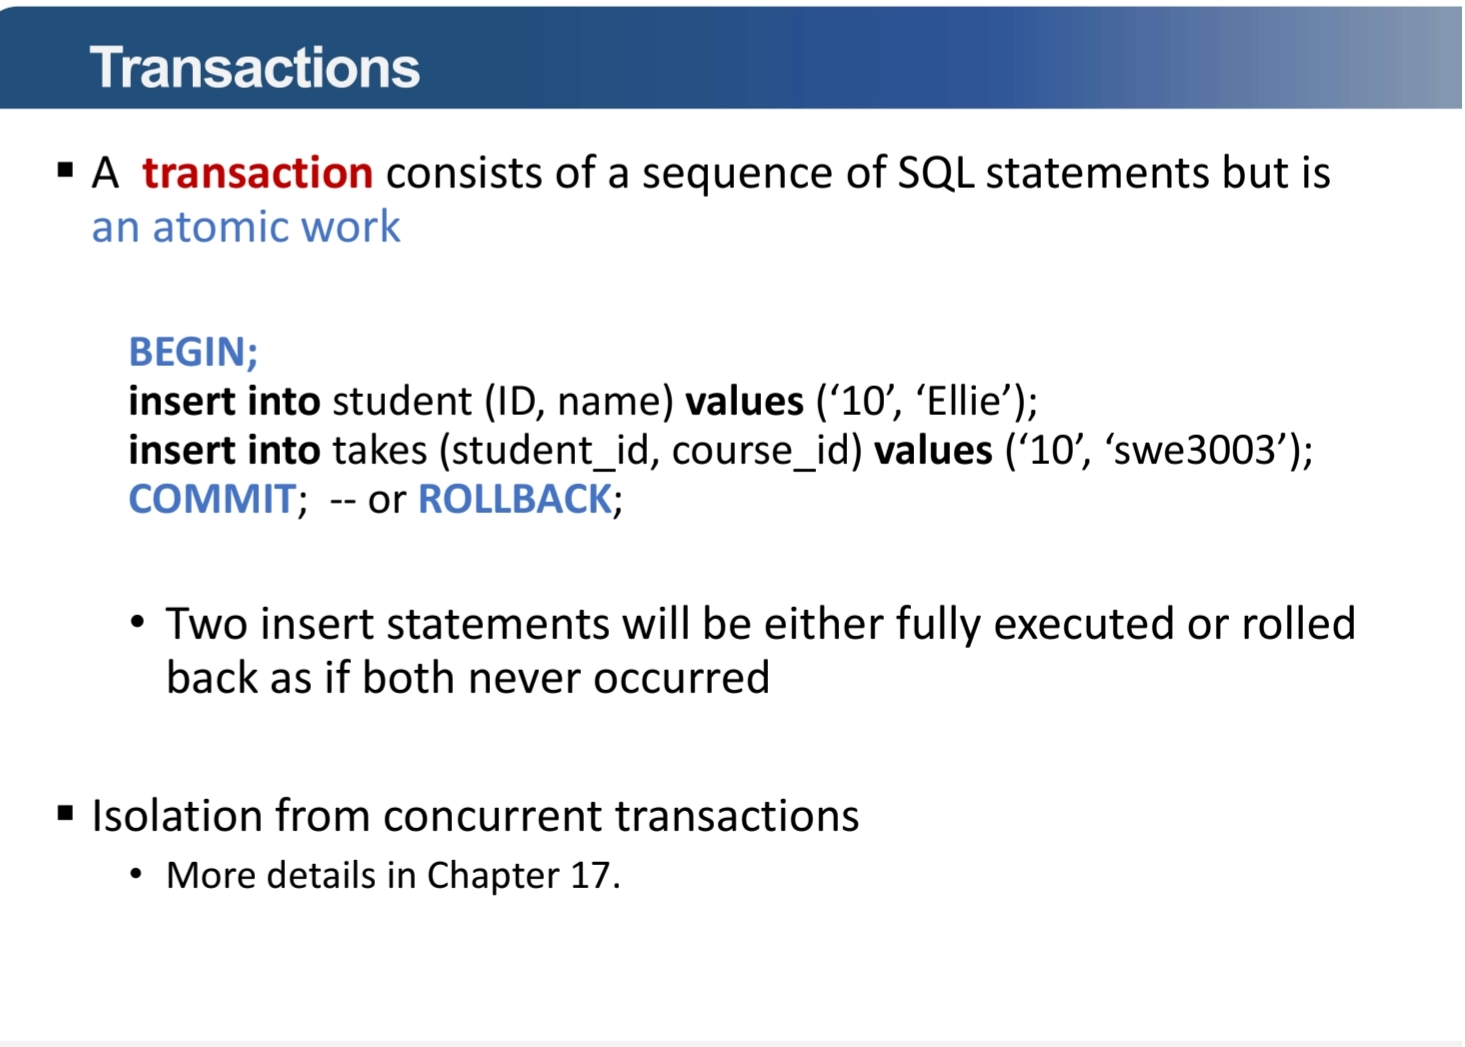 Transactions
▪ A transaction consists of a sequence of SQL statements but is
an atomic work
BEGIN;
insert into student (ID, name) values (‘10’, ‘Ellie’);
insert into takes (student_id, course_id) values (‘10’, ‘swe3003’);
COMMIT; -- or ROLLBACK;
• Two insert statements will be either fully executed or rolled
back as if both never occurred
▪ Isolation from concurrent transactions
• More details in Chapter 17.